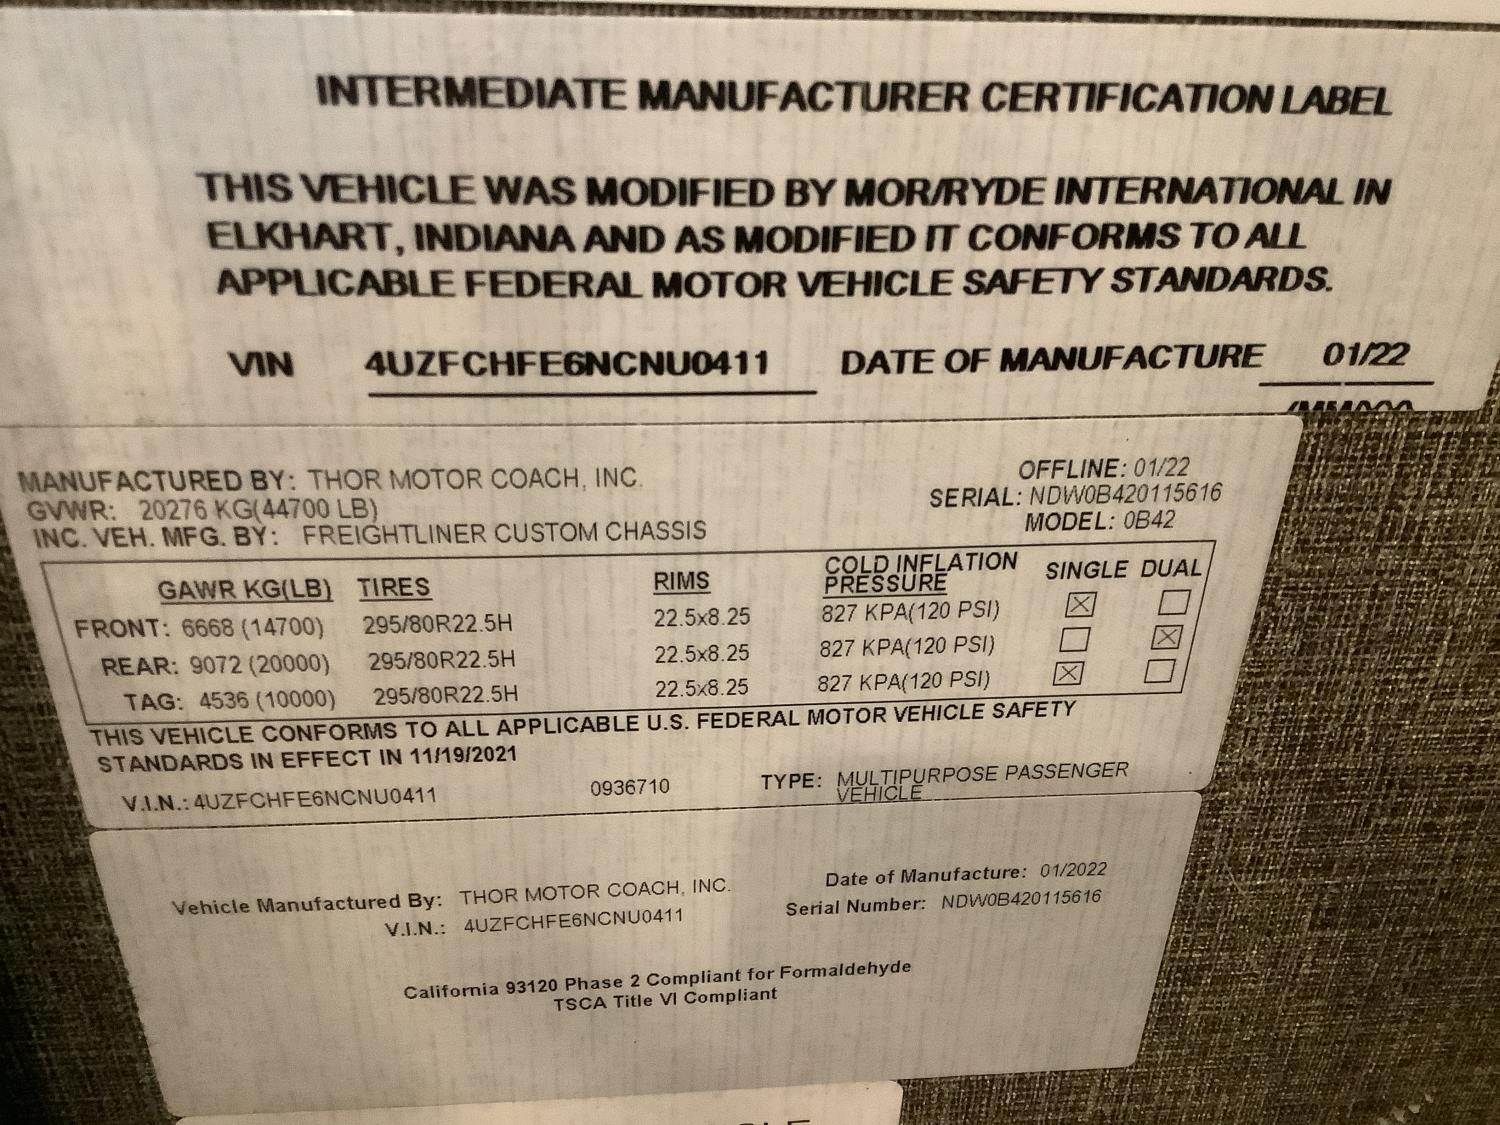 INTERMEDIATE MANUFACTURER CERTIFICATION LABEL
THIS VEHICLE WAS MODIFIED BY MOR/RYDE INTERNATIONAL IN
ELKHART, INDIANA AND AS MODIFIED IT CONFORMS TO ALL
APPLICABLE FEDERAL MOTOR VEHICLE SAFETY STANDARDS.
VIN 4UZFCHFE6NCNU0411 DATE OF MANUFACTURE 01/22
MANUFACTURED BY: THOR MOTOR COACH, INC. OFFLINE: 01/22
GVWR: 20276 KG(44700 LB) SERIAL: NDW0B420115616
INC. VEH. MFG. BY: FREIGHTLINER CUSTOM CHASSIS MODEL: 0B42
GAWR KG(LB) TIRES RIMS COLD INFLATION PRESSURE SINGLE DUAL
FRONT: 6668 (14700) 295/80R22.5H 22.5x8.25 827 KPA(120 PSI) ☒ ☐
REAR: 9072 (20000) 295/80R22.5H 22.5x8.25 827 KPA(120 PSI) ☐ ☒
TAG: 4536 (10000) 295/80R22.5H 22.5x8.25 827 KPA(120 PSI) ☒ ☐
THIS VEHICLE CONFORMS TO ALL APPLICABLE U.S. FEDERAL MOTOR VEHICLE SAFETY
STANDARDS IN EFFECT IN 11/19/2021
V.I.N.: 4UZFCHFE6NCNU0411 0936710 TYPE: MULTIPURPOSE PASSENGER
VEHICLE
Vehicle Manufactured By: THOR MOTOR COACH, INC. Date of Manufacture: 01/2022
V.I.N.: 4UZFCHFE6NCNU0411 Serial Number: NDW0B420115616
California 93120 Phase 2 Compliant for Formaldehyde
TSCA Title VI Compliant